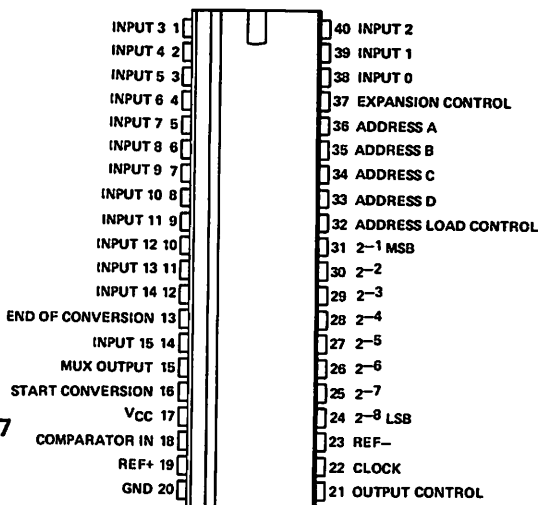 INPUT 3 1
INPUT 4 2
INPUT 5 3
INPUT 6 4
INPUT 7 5
INPUT 8 6
INPUT 9 7
INPUT 10 8
INPUT 11 9
INPUT 12 10
INPUT 13 11
INPUT 14 12
END OF CONVERSION 13
INPUT 15 14
MUX OUTPUT 15
START CONVERSION 16
VCC 17
7
COMPARATOR IN 18
REF+ 19
GND 20
40 INPUT 2
39 INPUT 1
38 INPUT 0
37 EXPANSION CONTROL
36 ADDRESS A
35 ADDRESS B
34 ADDRESS C
33 ADDRESS D
32 ADDRESS LOAD CONTROL
31 2−1 MSB
30 2−2
29 2−3
28 2−4
27 2−5
26 2−6
25 2−7
24 2−8 LSB
23 REF−
22 CLOCK
21 OUTPUT CONTROL